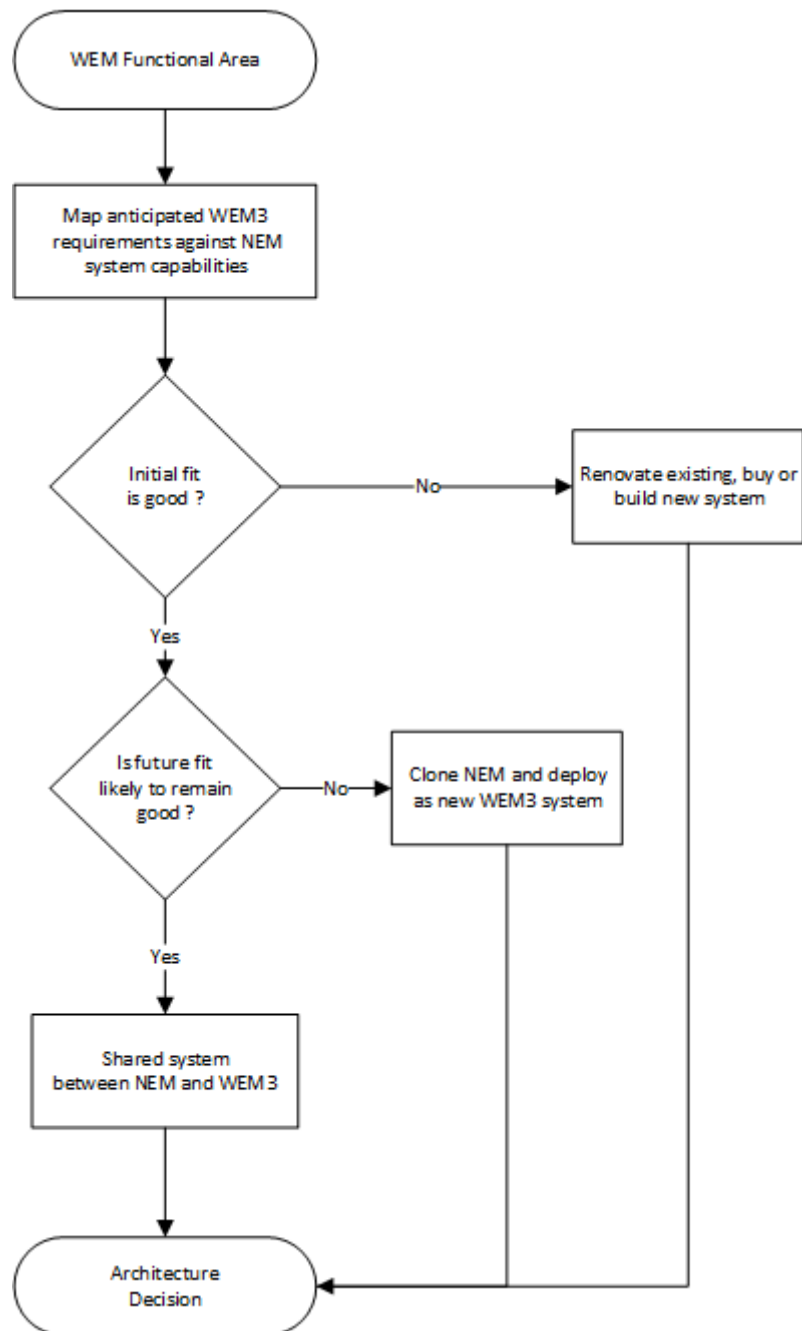 WEM Functional Area
Map anticipated WEM3
requirements against NEM
system capabilities
Initial fit
is good ?
No
Renovate existing, buy or
build new system
Yes
Is future fit
likely to remain
good ?
No
Clone NEM and deploy
as new WEM3 system
Yes
Shared system
between NEM and WEM3
Architecture
Decision